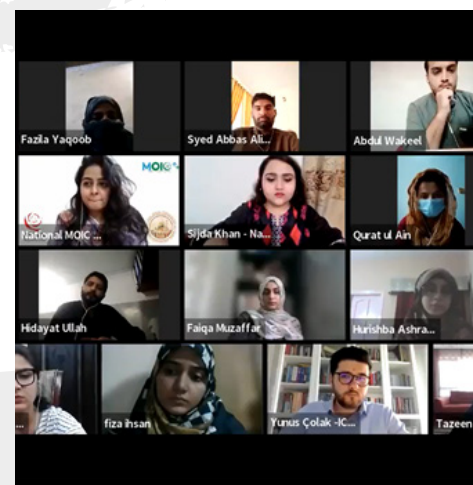 Fazila Yaqoob
Syed Abbas Ali...
Abdul Wakeel
MOIC
National MOIC ...
Sijda Khan - Na...
Qurat ul Ain
Hidayat Ullah
Faiqa Muzaffar
Hurishba Ashra...
...
fiza ihsan
Yunus Çolak -IC...
Tazeen